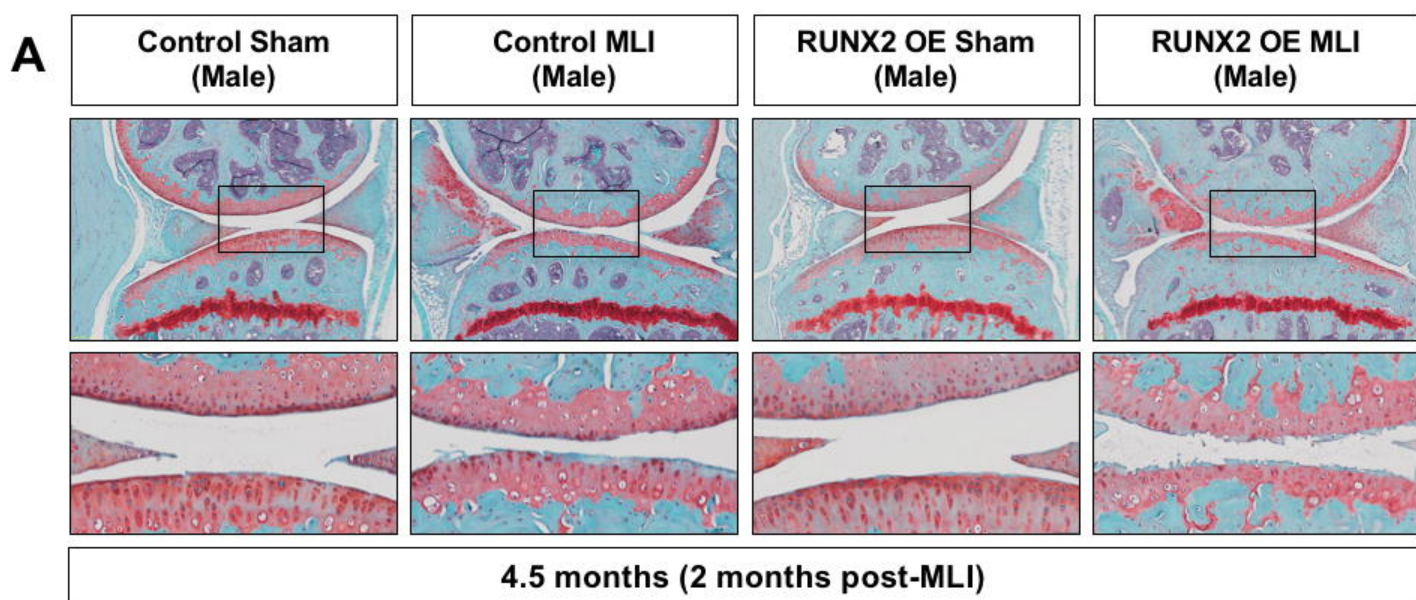 A
Control Sham
(Male)
Control MLI
(Male)
RUNX2 OE Sham
(Male)
RUNX2 OE MLI
(Male)
4.5 months (2 months post-MLI)